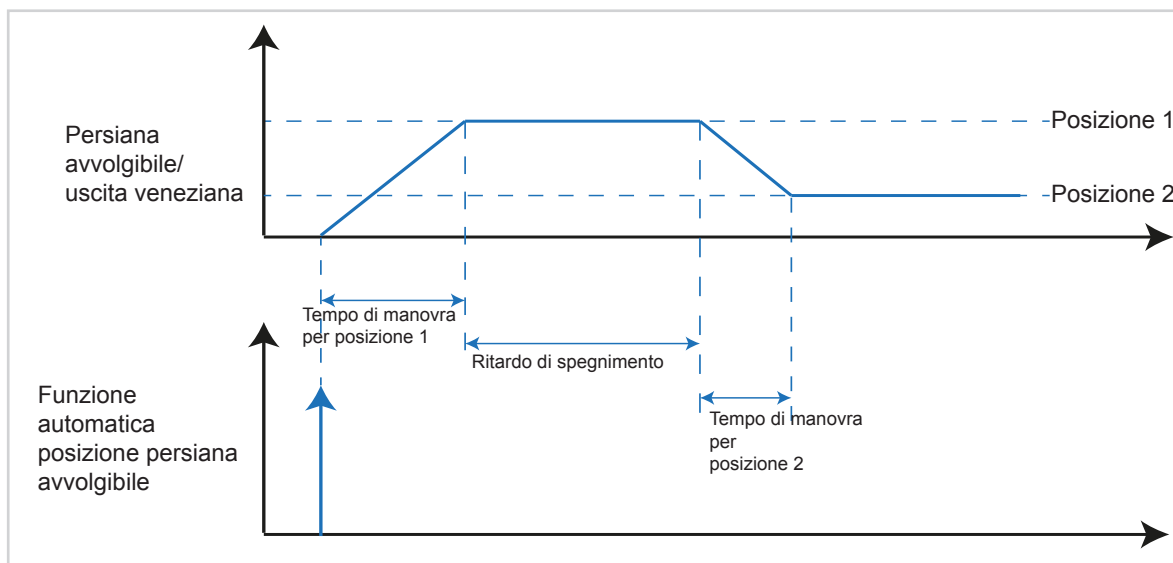 Persiana
avvolgibile/
uscita veneziana
Posizione 1
Posizione 2
Tempo di manovra
per posizione 1
Ritardo di spegnimento
Tempo di manovra
per
posizione 2
Funzione
automatica
posizione persiana
avvolgibile